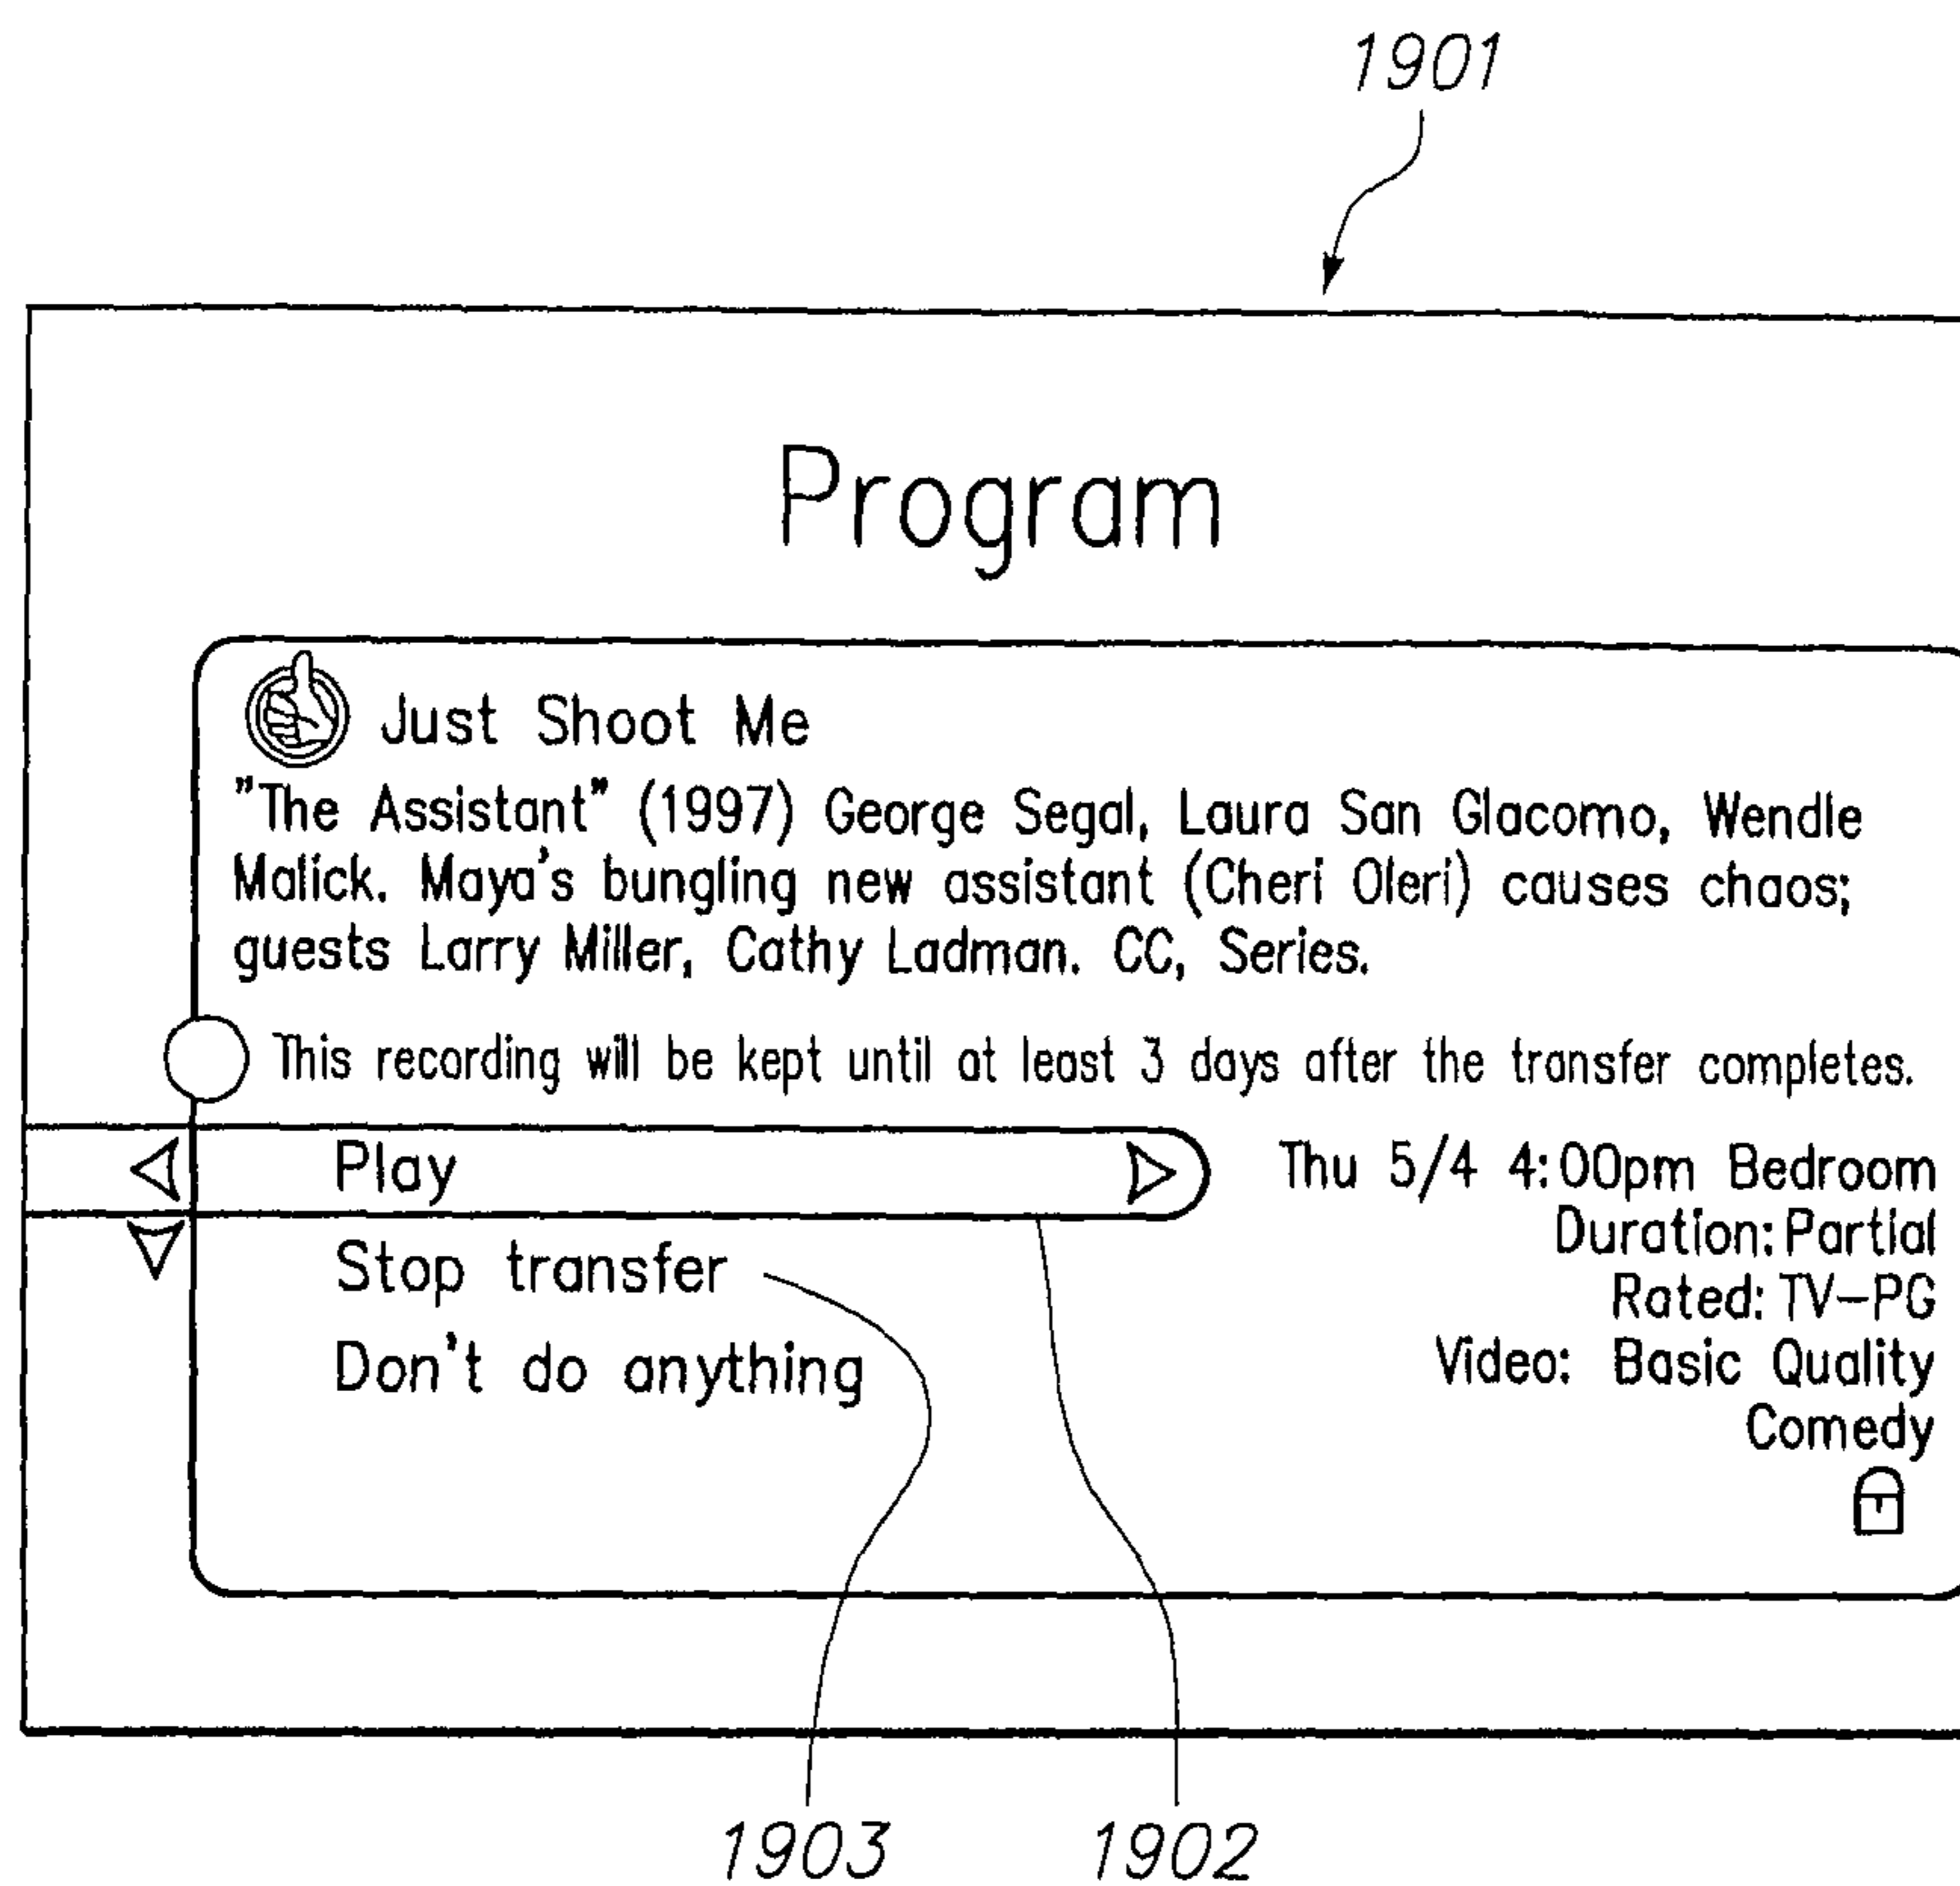 1901
Program
Just Shoot Me
"The Assistant" (1997) George Segal, Laura San Glacomo, Wendle
Malick. Maya's bungling new assistant (Cheri Oleri) causes chaos;
guests Larry Miller, Cathy Ladman. CC, Series.
This recording will be kept until at least 3 days after the transfer completes.
Play
Thu 5/4 4:00pm Bedroom
Duration: Partial
Stop transfer
Rated: TV-PG
Don't do anything
Video: Basic Quality
Comedy
1903
1902